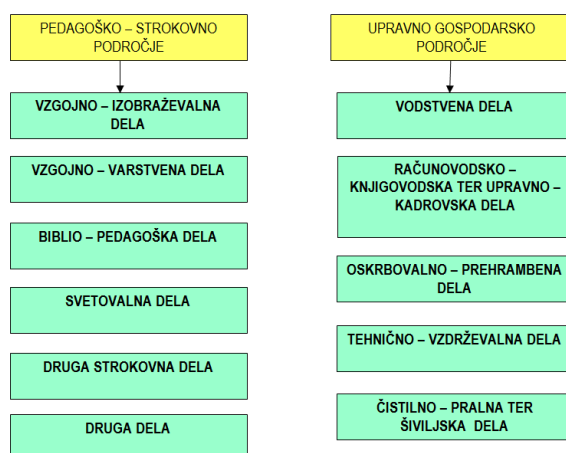 PEDAGOŠKO – STROKOVNO
PODROČJE
VZGOJNO – IZOBRAŽEVALNA
DELA
VZGOJNO – VARSTVENA DELA
BIBLIO – PEDAGOŠKA DELA
SVETOVALNA DELA
DRUGA STROKOVNA DELA
DRUGA DELA
UPRAVNO GOSPODARSKO
PODROČJE
VODSTVENA DELA
RAČUNOVODSKO –
KNJIGOVODSKA TER UPRAVNO –
KADROVSKA DELA
OSKRBOVALNO – PREHRAMBENA
DELA
TEHNIČNO – VZDRŽEVALNA DELA
ČISTILNO – PRALNA TER
ŠIVILJSKA DELA